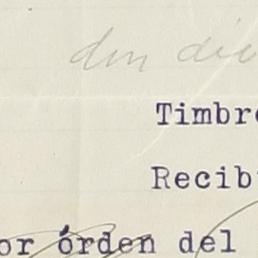 Timbre
Recib
or órden del